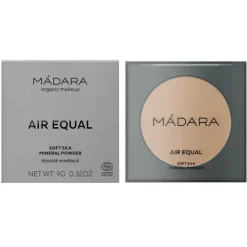 MÁDARA
organic makeup
AIR EQUAL
SOFT SILK
MINERAL POWDER
POUDRE MINÉRALE
NET WT. 9G 0.32OZ
MÁDARA
AIR EQUAL
SOFT SILK
MINERAL POWDER